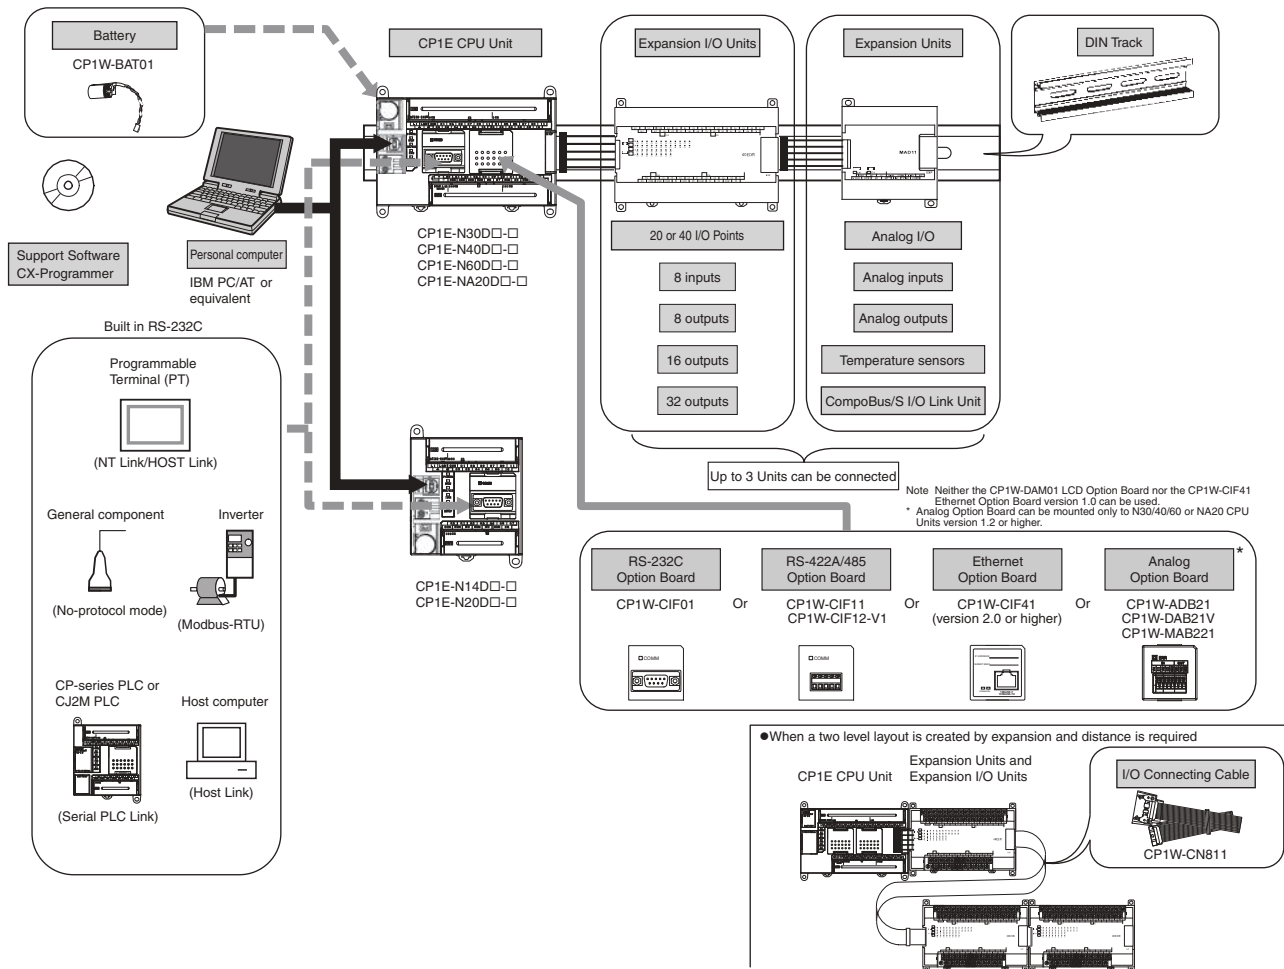 Battery
CP1W-BAT01
CP1E CPU Unit
Expansion I/O Units
Expansion Units
DIN Track
MAD11
Support Software
CX-Programmer
Personal computer
IBM PC/AT or
equivalent
CP1E-N30D□-□
CP1E-N40D□-□
CP1E-N60D□-□
CP1E-NA20D□-□
20 or 40 I/O Points
8 inputs
8 outputs
16 outputs
32 outputs
Analog I/O
Analog inputs
Analog outputs
Temperature sensors
CompoBus/S I/O Link Unit
Up to 3 Units can be connected
Built in RS-232C
Programmable
Terminal (PT)
(NT Link/HOST Link)
General component
(No-protocol mode)
Inverter
(Modbus-RTU)
CP-series PLC or
CJ2M PLC
(Serial PLC Link)
Host computer
(Host Link)
CP1E-N14D□-□
CP1E-N20D□-□
Note Neither the CP1W-DAM01 LCD Option Board nor the CP1W-CIF41
Ethernet Option Board version 1.0 can be used.
* Analog Option Board can be mounted only to N30/40/60 or NA20 CPU
Units version 1.2 or higher.
RS-232C
Option Board
CP1W-CIF01
Or
RS-422A/485
Option Board
CP1W-CIF11
CP1W-CIF12-V1
Or
Ethernet
Option Board
CP1W-CIF41
(version 2.0 or higher)
Or
Analog
Option Board
*
CP1W-ADB21
CP1W-DAB21V
CP1W-MAB221
COMM
COMM
●When a two level layout is created by expansion and distance is required
CP1E CPU Unit
Expansion Units and
Expansion I/O Units
I/O Connecting Cable
CP1W-CN811